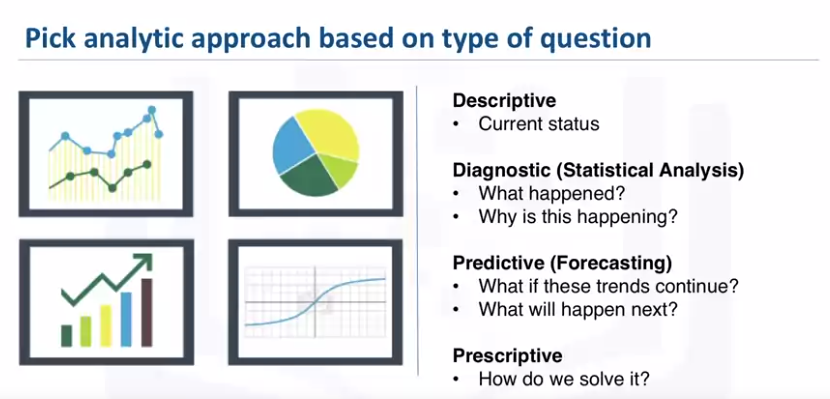 Pick analytic approach based on type of question
Descriptive
• Current status
Diagnostic (Statistical Analysis)
• What happened?
• Why is this happening?
Predictive (Forecasting)
• What if these trends continue?
• What will happen next?
Prescriptive
• How do we solve it?